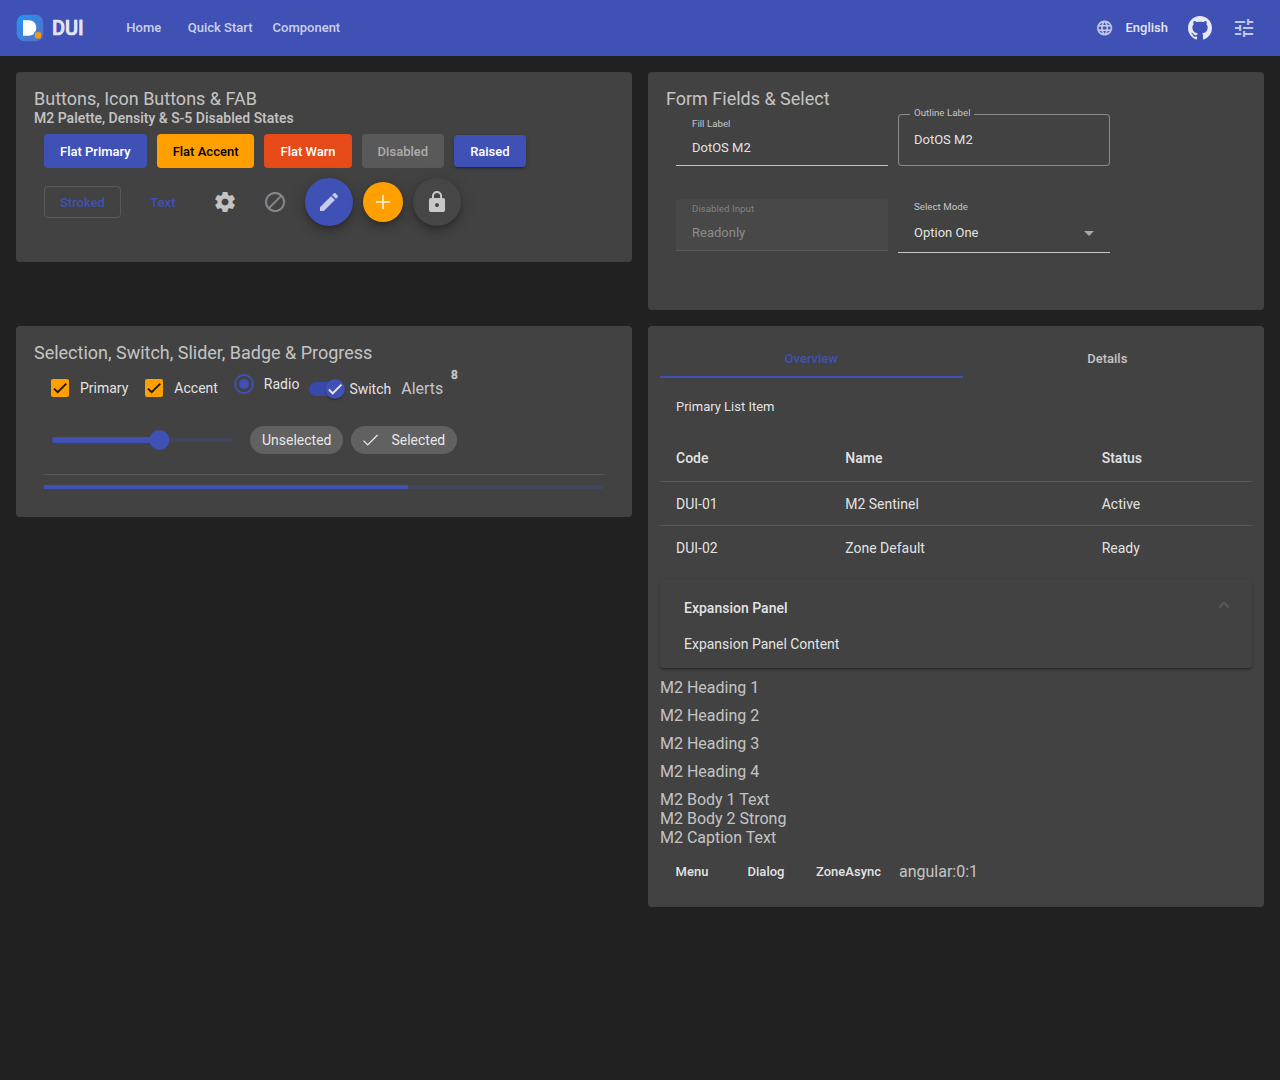 DUI
Home
Quick Start
Component
English
Buttons, Icon Buttons & FAB
M2 Palette, Density & S-5 Disabled States
Flat Primary
Flat Accent
Flat Warn
Disabled
Raised
Stroked
Text
Form Fields & Select
Fill Label
DotOS M2
Outline Label
DotOS M2
Disabled Input
Readonly
Select Mode
Option One
Selection, Switch, Slider, Badge & Progress
Primary
Accent
Radio
Switch
Alerts
8
Unselected
Selected
Overview
Details
Primary List Item
Code Name Status
DUI-01 M2 Sentinel Active
DUI-02 Zone Default Ready
Expansion Panel
Expansion Panel Content
M2 Heading 1
M2 Heading 2
M2 Heading 3
M2 Heading 4
M2 Body 1 Text
M2 Body 2 Strong
M2 Caption Text
Menu
Dialog
ZoneAsync
angular:0:1